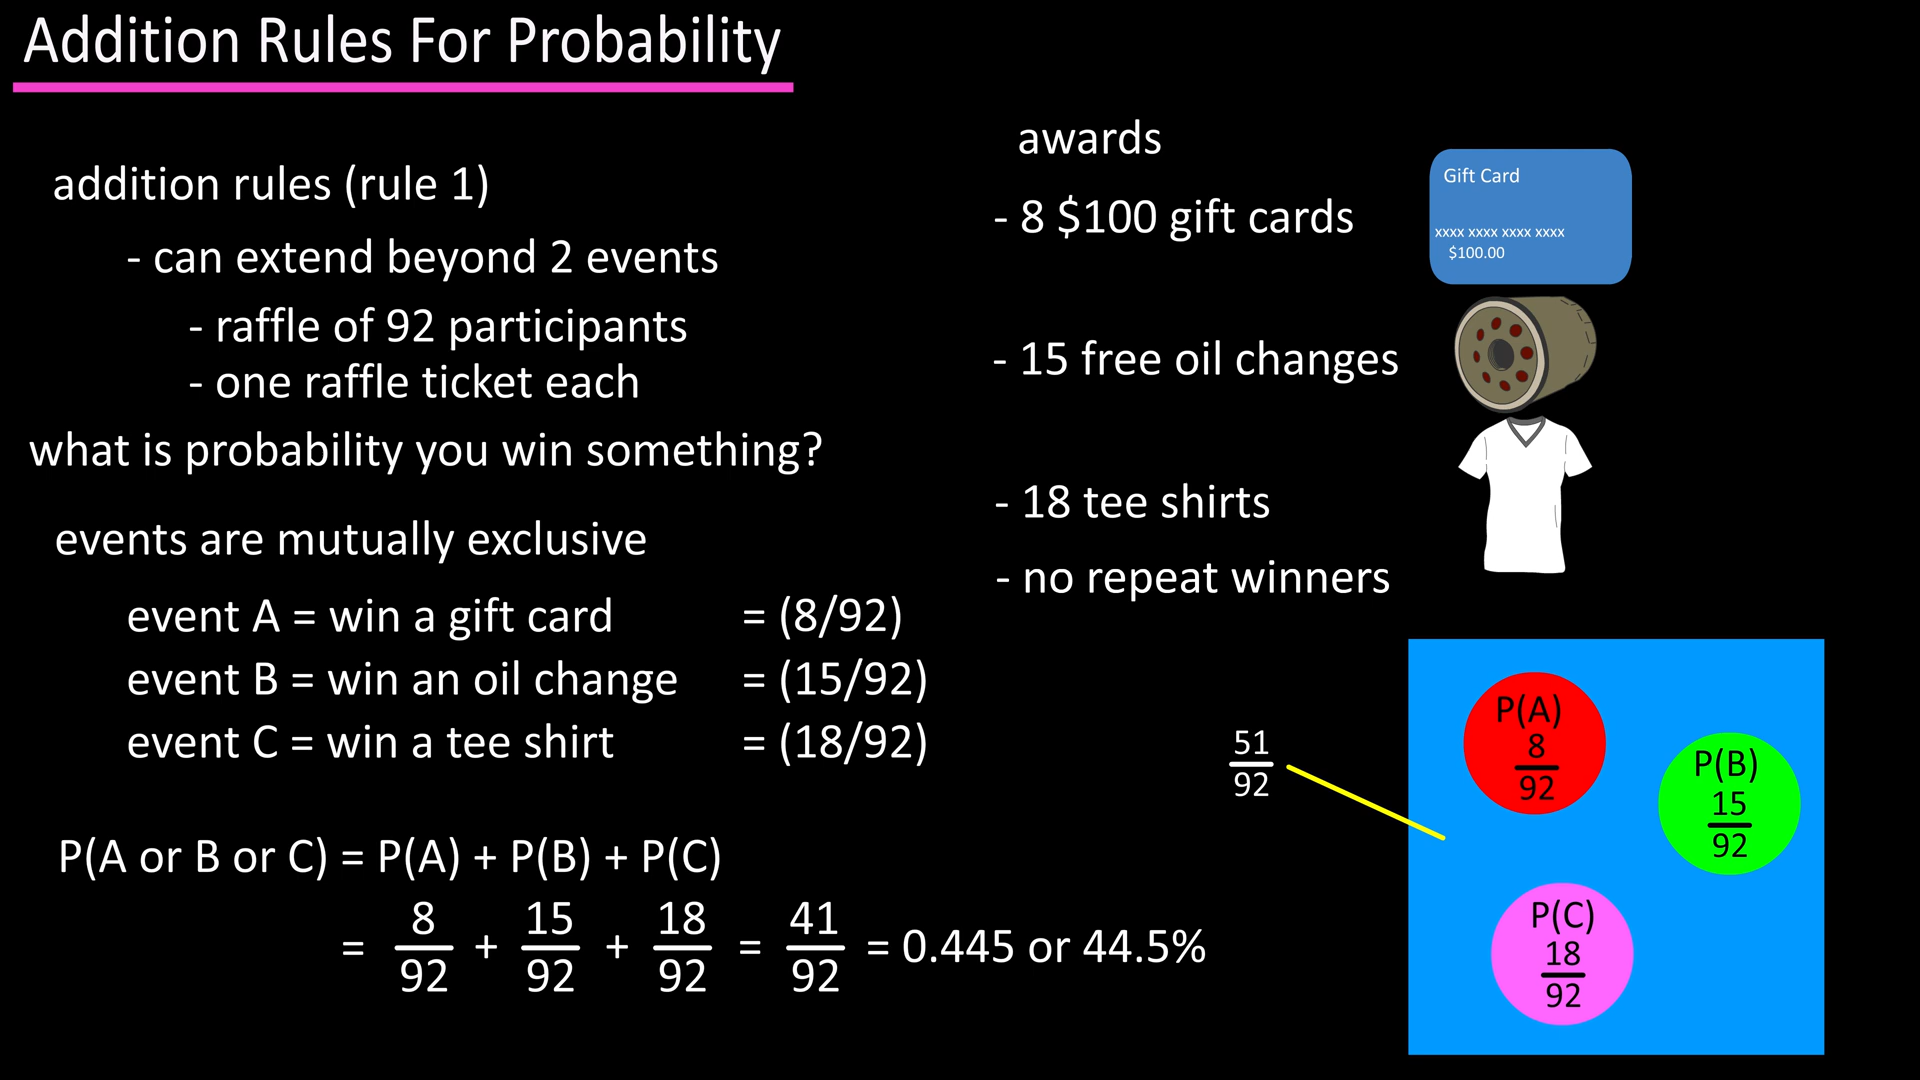 Addition Rules For Probability
addition rules (rule 1)
- can extend beyond 2 events
- raffle of 92 participants
- one raffle ticket each
what is probability you win something?
events are mutually exclusive
event A = win a gift card = (8/92)
event B = win an oil change = (15/92)
event C = win a tee shirt = (18/92)
P(A or B or C) = P(A) + P(B) + P(C)
= 8/92 + 15/92 + 18/92 = 41/92 = 0.445 or 44.5%
awards
- 8 $100 gift cards
- 15 free oil changes
- 18 tee shirts
- no repeat winners
Gift Card
xxxx xxxx xxxx xxxx
$100.00
51/92
P(A)
8/92
P(B)
15/92
P(C)
18/92